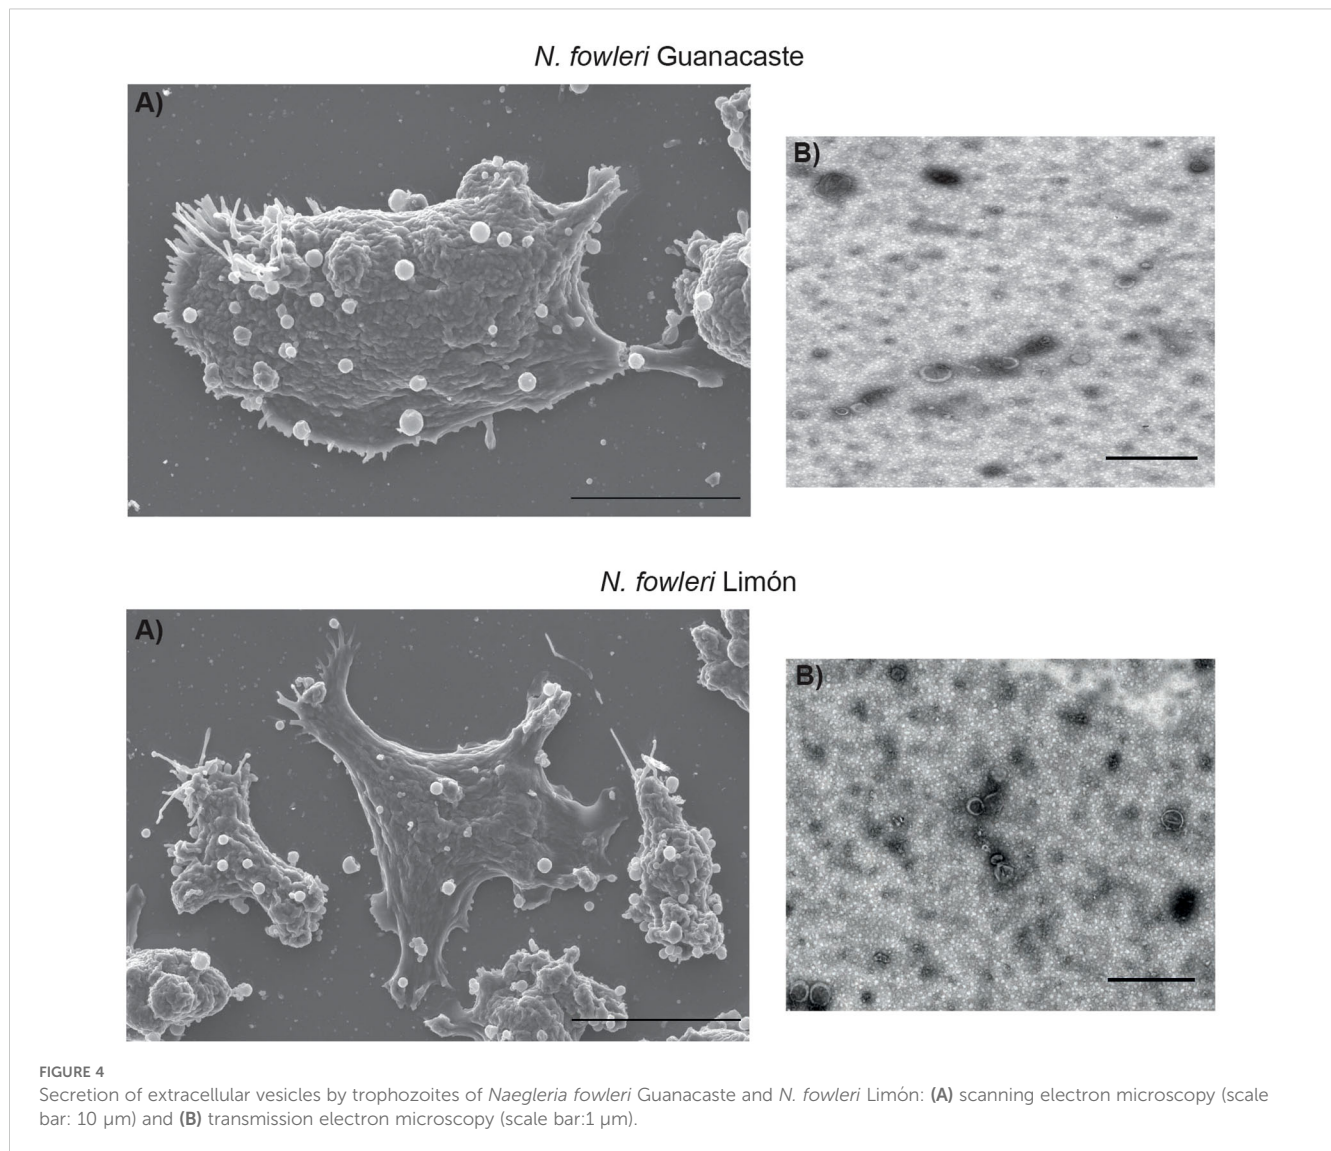 N. fowleri Guanacaste
A)
B)
N. fowleri Limón
A)
B)
FIGURE 4
Secretion of extracellular vesicles by trophozoites of Naegleria fowleri Guanacaste and N. fowleri Limón: (A) scanning electron microscopy (scale
bar: 10 µm) and (B) transmission electron microscopy (scale bar:1 µm).